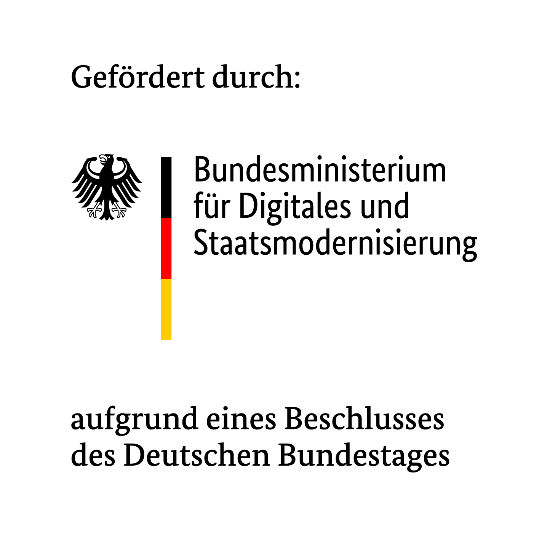 Gefördert durch:
Bundesministerium
für Digitales und
Staatsmodernisierung
aufgrund eines Beschlusses
des Deutschen Bundestages